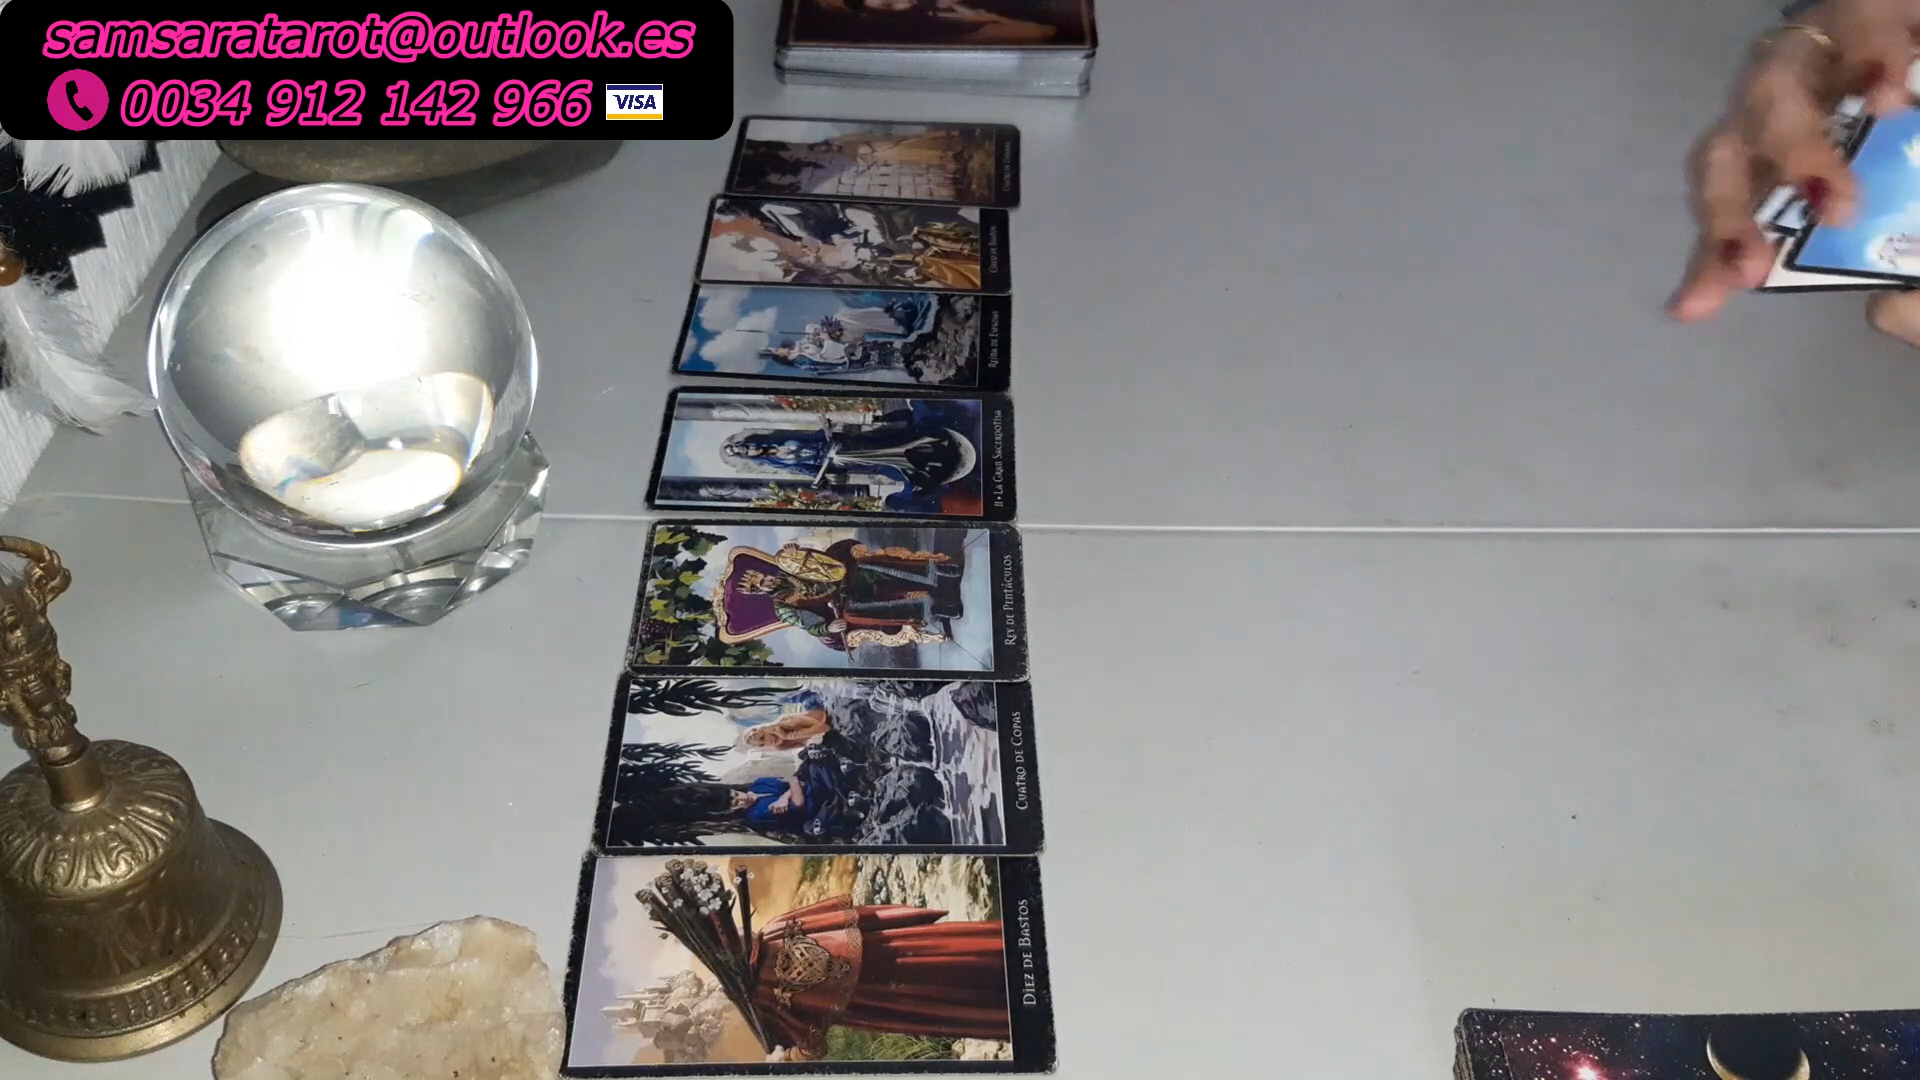 samsaratarot@outlook.es
0034 912 142 966 VISA
Reina de Espadas
II • La Gran Sacerdotisa
Rey de Pentáculos
Cuatro de Copas
Diez de Bastos